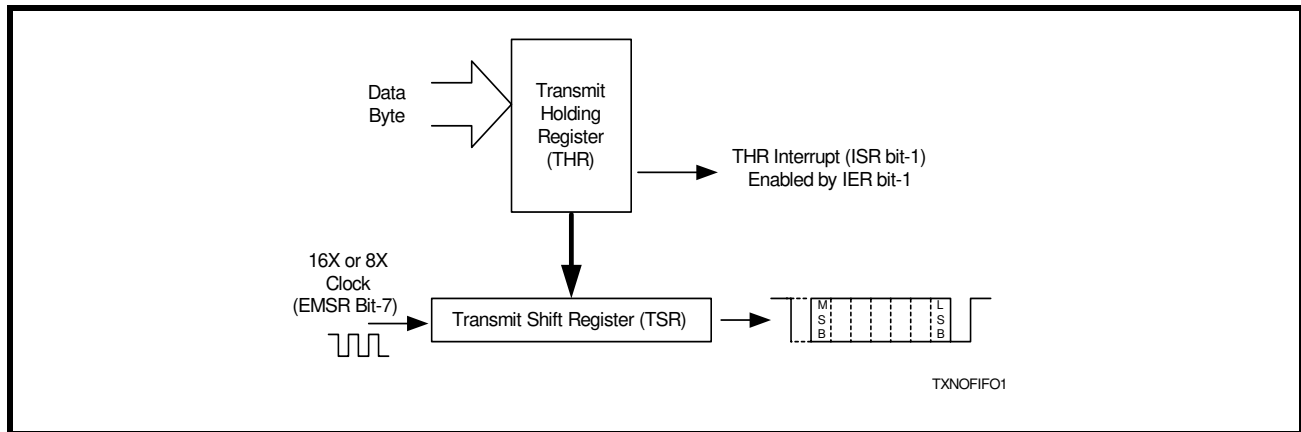 Data
Byte
Transmit
Holding
Register
(THR)
THR Interrupt (ISR bit-1)
Enabled by IER bit-1
16X or 8X
Clock
(EMSR Bit-7)
Transmit Shift Register (TSR)
M
S
B
L
S
B
TXNOFIFO1